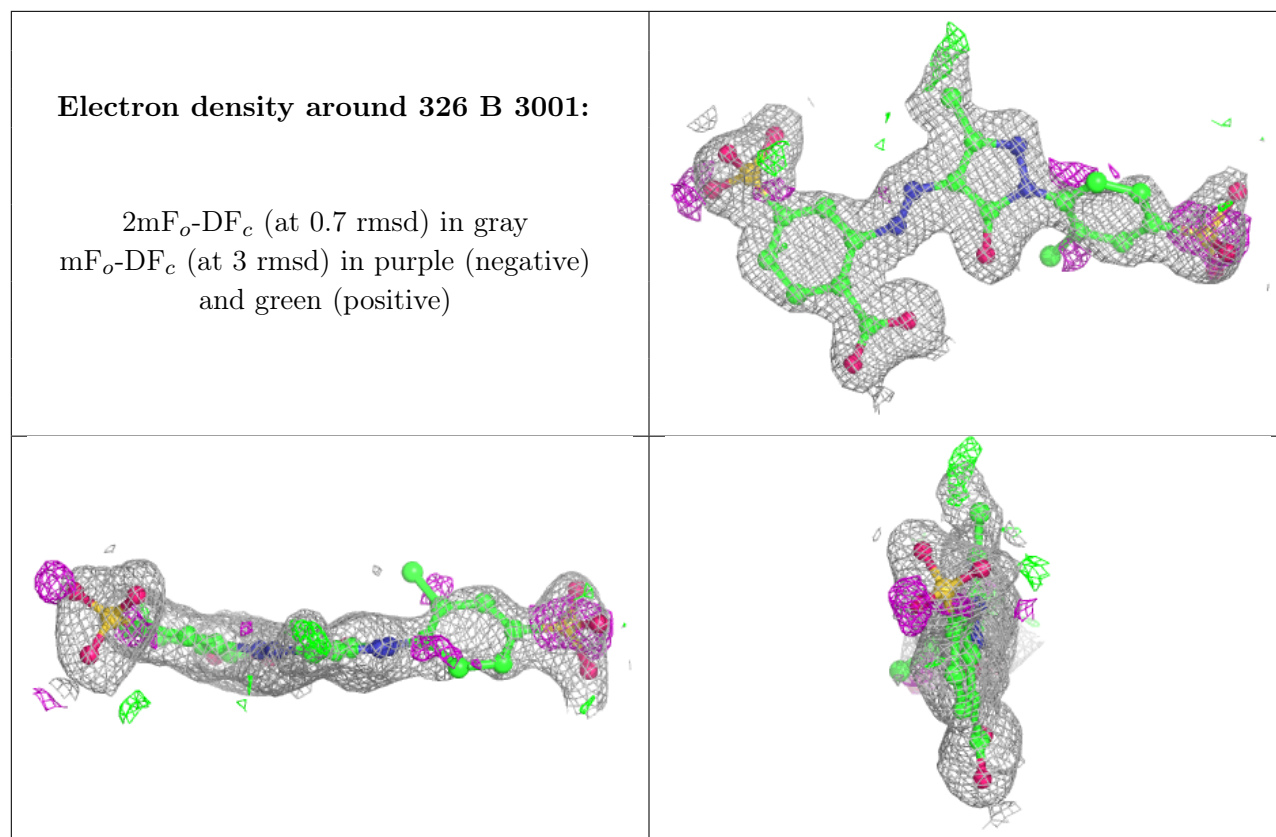 Electron density around 326 B 3001:
2mFo-DFc (at 0.7 rmsd) in gray
mFo-DFc (at 3 rmsd) in purple (negative)
and green (positive)